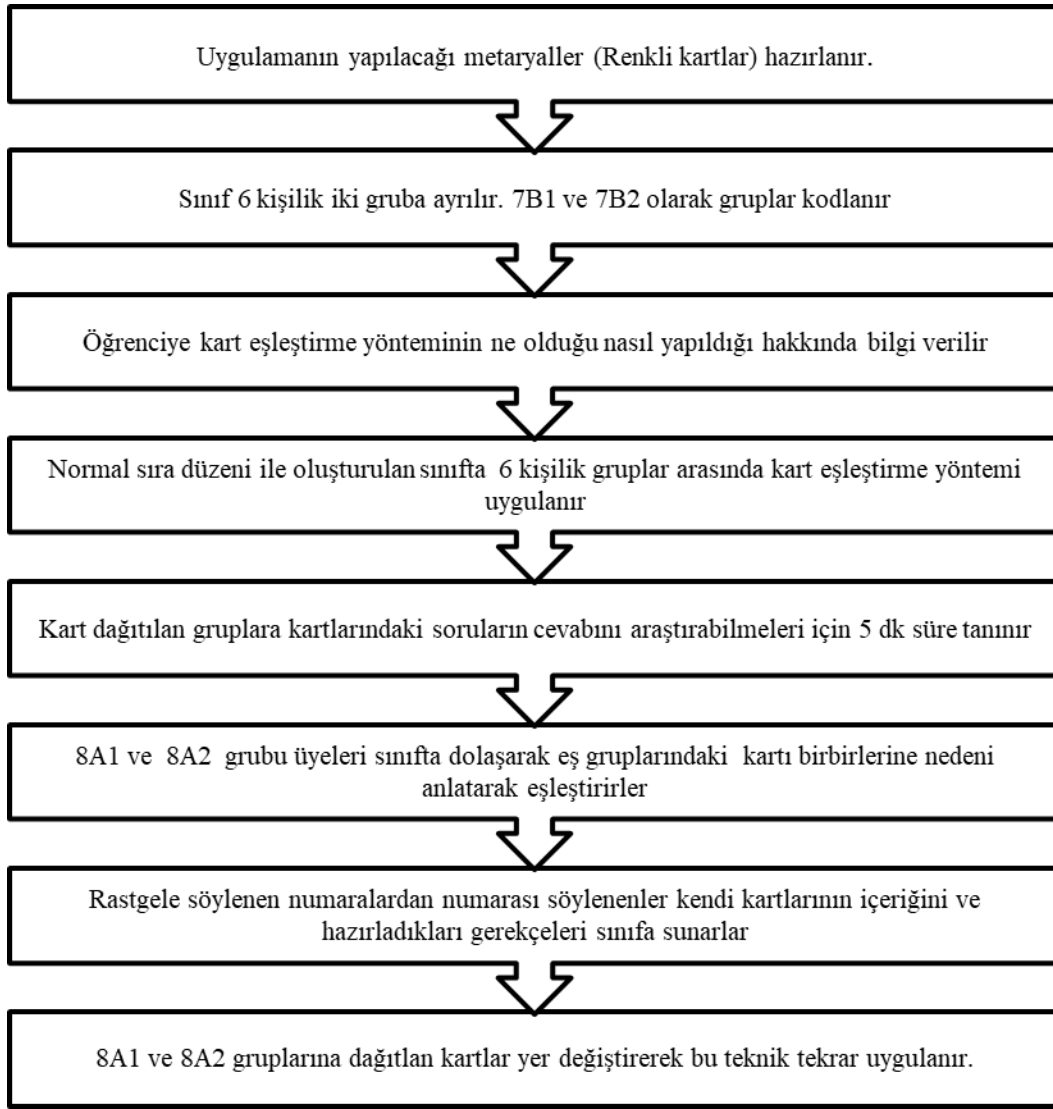 Uygulamanın yapılacağı metaryaller (Renkli kartlar) hazırlanır.
Sınıf 6 kişilik iki gruba ayrılır. 7B1 ve 7B2 olarak gruplar kodlanır
Öğrenciye kart eşleştirme yönteminin ne olduğu nasıl yapıldığı hakkında bilgi verilir
Normal sıra düzeni ile oluşturulan sınıfta 6 kişilik gruplar arasında kart eşleştirme yöntemi
uygulanır
Kart dağıtılan gruplara kartlarındaki soruların cevabını araştırabilmeleri için 5 dk süre tanınır
8A1 ve 8A2 grubu üyeleri sınıfta dolaşarak eş gruplarındaki kartı birbirlerine nedeni
anlatarak eşleştirirler
Rastgele söylenen numaralardan numarası söylenenler kendi kartlarının içeriğini ve
hazırladıkları gerekçeleri sınıfa sunarlar
8A1 ve 8A2 gruplarına dağıtlan kartlar yer değiştirerek bu teknik tekrar uygulanır.